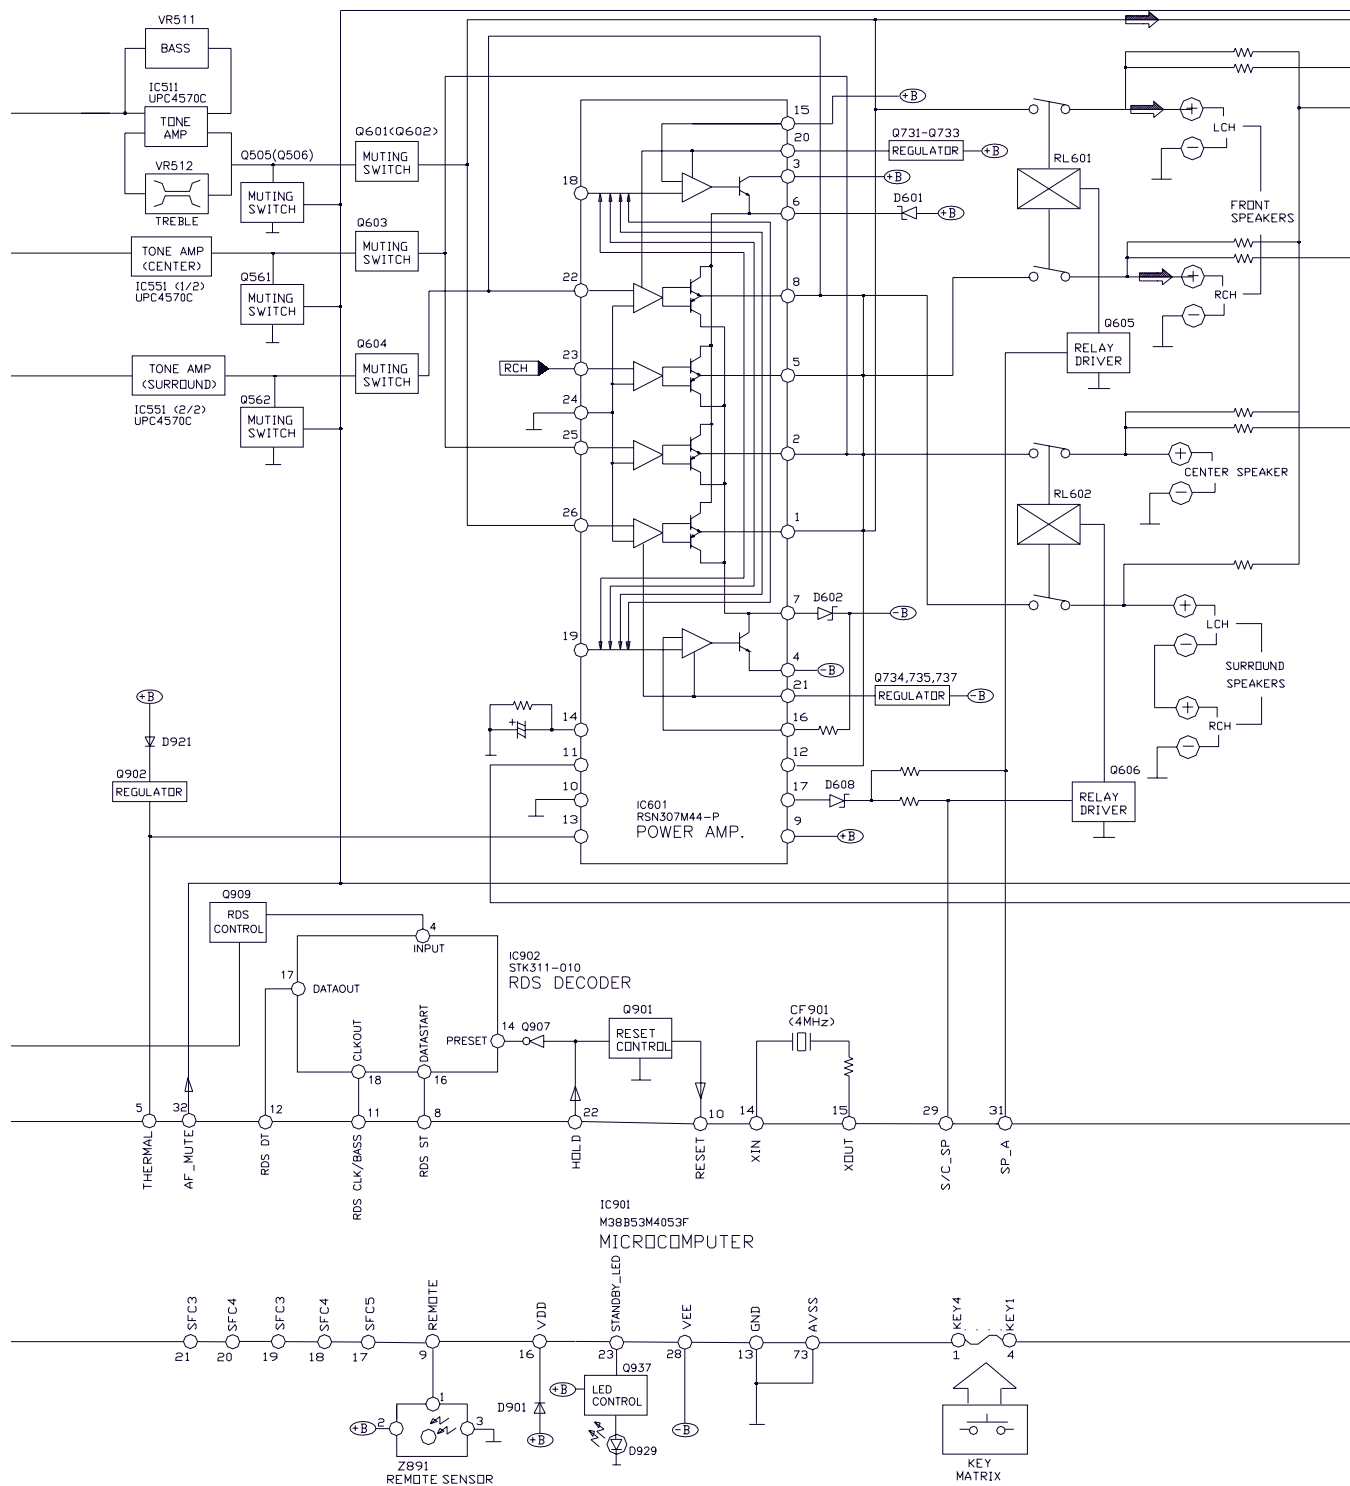 VR511
BASS
IC511
UPC4570C
TONE
AMP
VR512
TREBLE
Q505(Q506)
MUTING
SWITCH
Q601(Q602)
MUTING
SWITCH
TONE AMP
(CENTER)
IC551 (1/2)
UPC4570C
Q561
MUTING
SWITCH
Q603
MUTING
SWITCH
TONE AMP
(SURROUND)
IC551 (2/2)
UPC4570C
Q562
MUTING
SWITCH
Q604
MUTING
SWITCH
RCH
18
22
23
24
25
26
19
14
11
10
13
15
20
3
6
8
5
2
1
7
4
21
16
12
17
9
+
IC601
RSN307M44-P
POWER AMP.
+B
Q731-Q733
REGULATOR
+B
+B
D601
+B
D602
-B
-B
Q734,735,737
REGULATOR
-B
D608
+B
RL601
Q605
RELAY
DRIVER
RL602
Q606
RELAY
DRIVER
+
LCH
-
FRONT
SPEAKERS
+
RCH
-
+
CENTER SPEAKER
-
+
LCH
-
SURROUND
SPEAKERS
+
RCH
-
+B
D921
Q902
REGULATOR
Q909
RDS
CONTROL
4
INPUT
17
DATAOUT
IC902
STK311-010
RDS DECODER
CLKOUT
DATASTART
PRESET
14
Q907
18
16
Q901
RESET
CONTROL
CF901
(4MHz)
5
32
12
11
8
22
10
14
15
29
31
THERMAL
AF_MUTE
RDS DT
RDS CLK/BASS
RDS ST
HOLD
RESET
XIN
XOUT
S/C_SP
SP_A
IC901
M38B53M4053F
MICROCOMPUTER
SFC3
SFC4
SFC3
SFC4
SFC5
REMOTE
VDD
STANDBY_LED
VEE
GND
AVSS
KEY4
. . . . .
KEY1
21
20
19
18
17
9
16
23
28
13
73
1
4
Q937
LED
CONTROL
+B
D901
+B
D929
-B
1
+B
2
3
Z891
REMOTE SENSOR
KEY
MATRIX